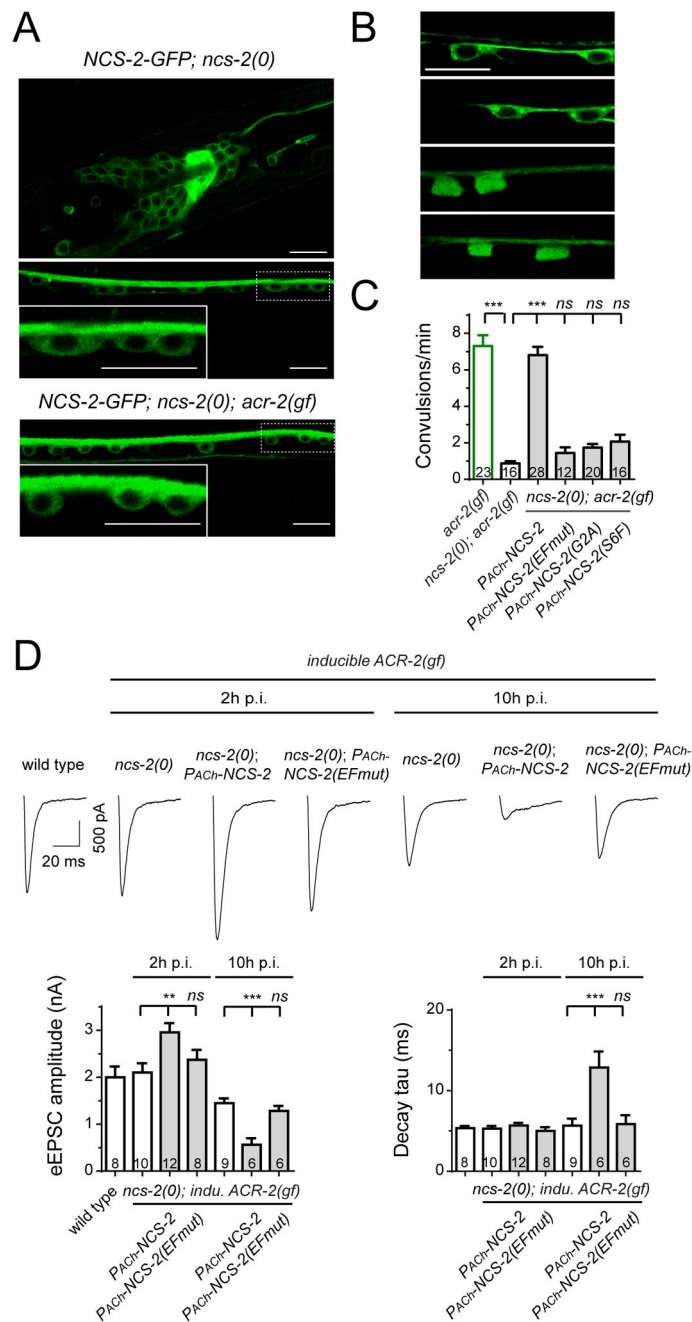 A
NCS-2-GFP; ncs-2(0)
NCS-2-GFP; ncs-2(0); acr-2(gf)
B
C
Convulsions/min
8
6
4
2
0
*** *** ns ns ns
23 16 28 12 20 16
acr-2(gf)
ncs-2(0); acr-2(gf)
ncs-2(0); acr-2(gf)
PACh-NCS-2
PACh-NCS-2(EFmut)
PACh-NCS-2(G2A)
PACh-NCS-2(S6F)
D
inducible ACR-2(gf)
2h p.i. 10h p.i.
wild type
ncs-2(0)
ncs-2(0);
PACh-NCS-2
ncs-2(0); PACh-
NCS-2(EFmut)
ncs-2(0)
ncs-2(0);
PACh-NCS-2
ncs-2(0); PACh-
NCS-2(EFmut)
500 pA
20 ms
2h p.i. 10h p.i.
** ns *** ns
eEPSC amplitude (nA)
3
2
1
0
8 10 12 8 9 6 6
wild type
ncs-2(0); indu. ACR-2(gf)
PACh-NCS-2
PACh-NCS-2(EFmut)
PACh-NCS-2
PACh-NCS-2(EFmut)
2h p.i. 10h p.i.
*** ns
Decay tau (ms)
20
10
0
8 10 12 8 9 6 6
wild type
ncs-2(0); indu. ACR-2(gf)
PACh-NCS-2
PACh-NCS-2(EFmut)
PACh-NCS-2
PACh-NCS-2(EFmut)